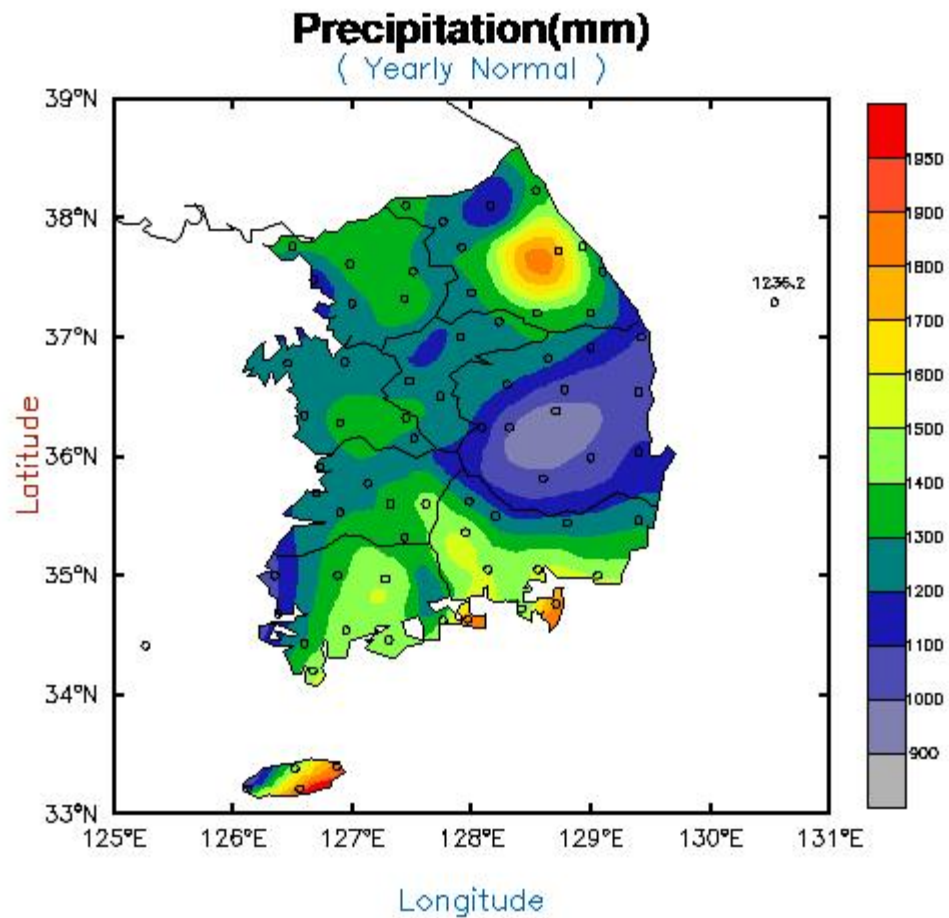 Precipitation(mm)
( Yearly Normal )
39°N
38°N
37°N
36°N
35°N
34°N
33°N
125°E
126°E
127°E
128°E
129°E
130°E
131°E
Latitude
Longitude
1236.2
1950
1900
1800
1700
1600
1500
1400
1300
1200
1100
1000
900